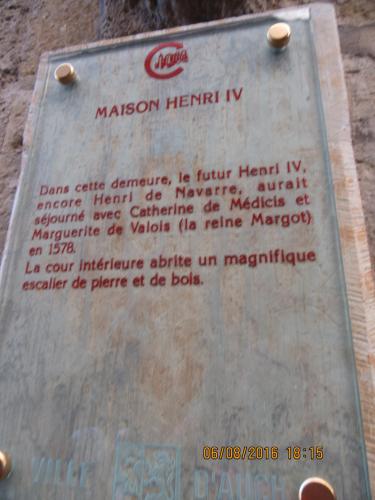 MAISON HENRI IV
Dans cette demeure, le futur Henri IV,
encore Henri de Navarre, aurait
séjourné avec Catherine de Médicis et
Marguerite de Valois (la reine Margot)
en 1578.
La cour intérieure abrite un magnifique
escalier de pierre et de bois.
06/08/2016 18:15
VILLE D'AUCH